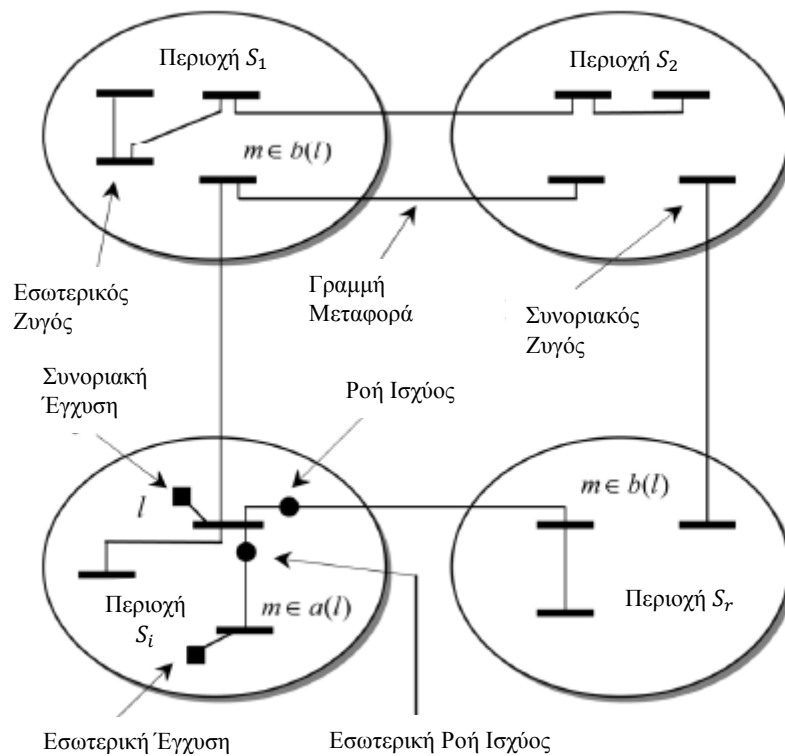 Περιοχή S₁
Περιοχή S₂
m ∈ b(l)
Εσωτερικός
Ζυγός
Γραμμή
Μεταφορά
Συνοριακός
Ζυγός
Συνοριακή
Έγχυση
Ροή Ισχύος
l
m ∈ b(l)
Περιοχή
Sᵢ
m ∈ a(l)
Περιοχή Sᵣ
Εσωτερική Έγχυση
Εσωτερική Ροή Ισχύος